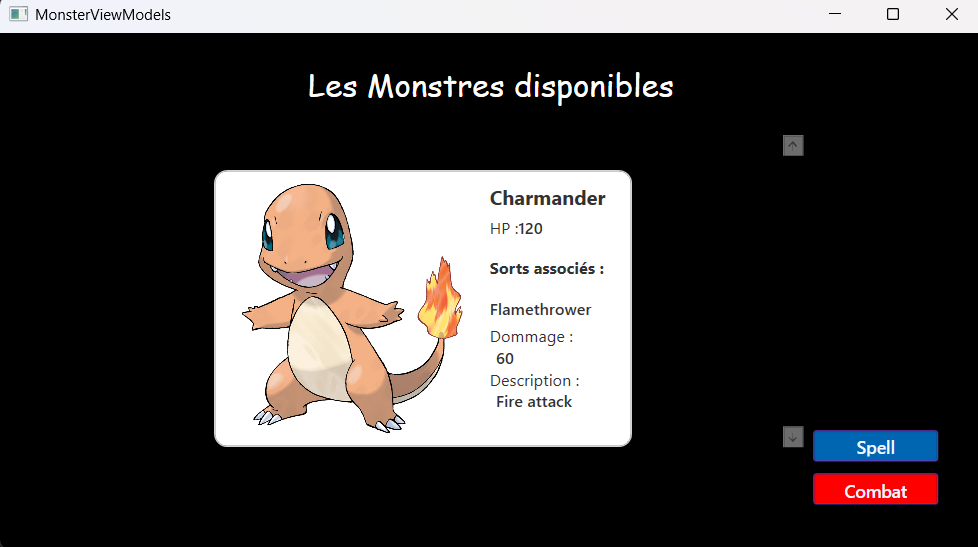 MonsterViewModels
Les Monstres disponibles
Charmander
HP :120
Sorts associés :
Flamethrower
Dommage :
60
Description :
Fire attack
Spell
Combat